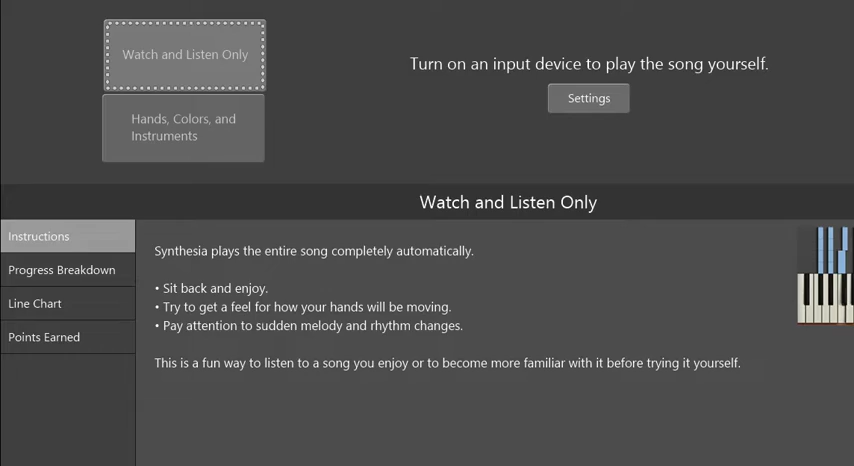 Watch and Listen Only
Hands, Colors, and
Instruments
Turn on an input device to play the song yourself.
Settings
Watch and Listen Only
Instructions
Progress Breakdown
Line Chart
Points Earned
Synthesia plays the entire song completely automatically.
• Sit back and enjoy.
• Try to get a feel for how your hands will be moving.
• Pay attention to sudden melody and rhythm changes.
This is a fun way to listen to a song you enjoy or to become more familiar with it before trying it yourself.